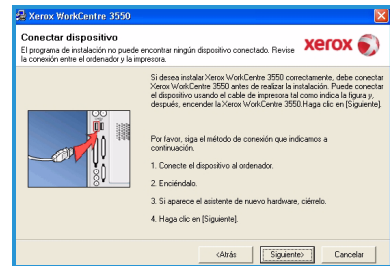 Xerox WorkCentre 3550
Conectar dispositivo
El programa de instalación no puede encontrar ningún dispositivo conectado. Revise
la conexión entre el ordenador y la impresora.
xerox
Si desea instalar Xerox WorkCentre 3550 correctamente, debe conectar
Xerox WorkCentre 3550 antes de realizar la instalación. Puede conectar
el dispositivo usando el cable de impresora tal como indica la figura y,
después, encender la Xerox WorkCentre 3550.Haga clic en [Siguiente].
Por favor, siga el método de conexión que indicamos a
continuación.
1. Conecte el dispositivo al ordenador.
2. Enciéndalo.
3. Si aparece el asistente de nuevo hardware, ciérrelo.
4. Haga clic en [Siguiente].
<Atrás
Siguiente>
Cancelar